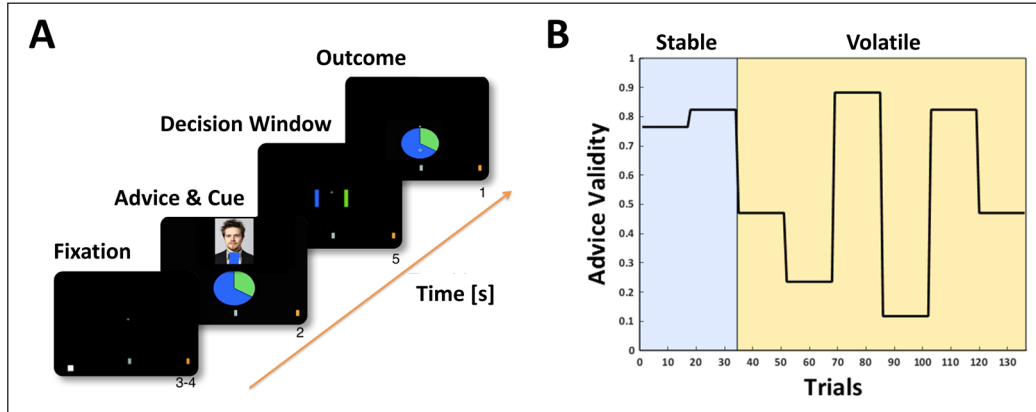 A
Outcome
Decision Window
Advice & Cue
Fixation
1
5
2
3-4
Time [s]
B
Stable
Volatile
Advice Validity
1
0.9
0.8
0.7
0.6
0.5
0.4
0.3
0.2
0.1
0
0 10 20 30 40 50 60 70 80 90 100 110 120 130
Trials